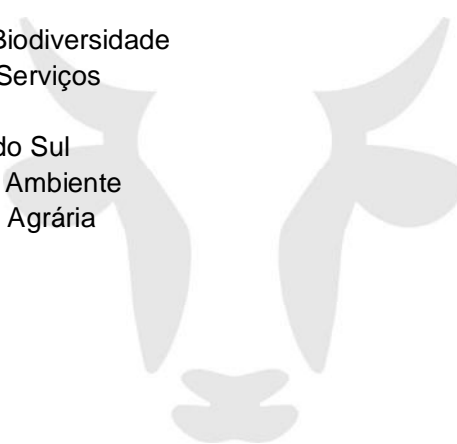 Biodiversidade
Serviços
do Sul
Ambiente
Agrária